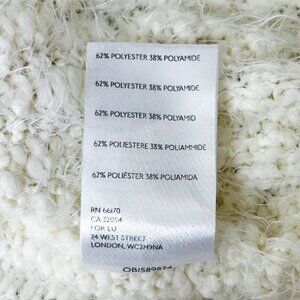 62% POLYESTER 38% POLYAMIDE
62% POLYESTER 38% POLYAMIDE
62% POLYESTER 38% POLYAMID
62% POLIESTERE 38% POLIAMMIDE
62% POLIÉSTER 38% POLIAMIDA
RN 66170
CA 52054
FOR EU
24 WEST STREET
LONDON, WC2H9NA